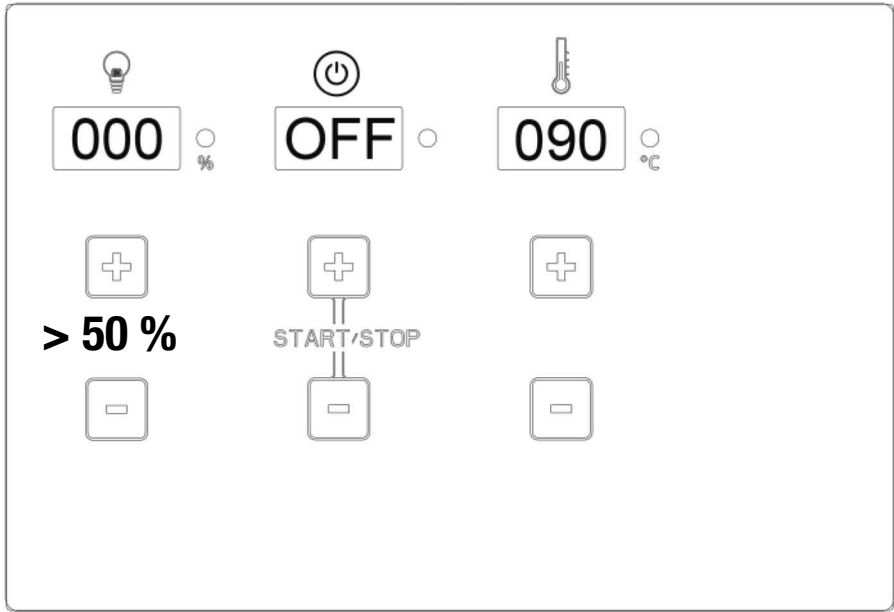 000 % OFF 090 °C
+ + +
> 50 % START/STOP
- - -